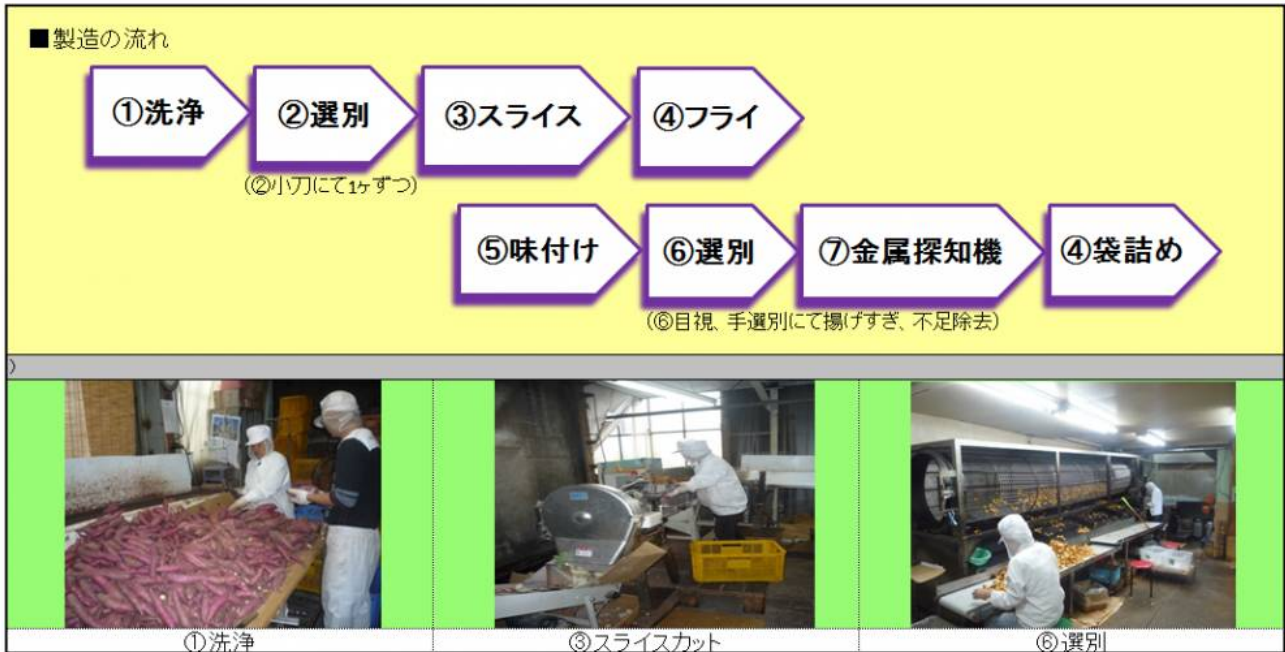 ■製造の流れ
①洗浄
②選別
③スライス
④フライ
(②小刀にて1ヶずつ)
⑤味付け
⑥選別
⑦金属探知機
④袋詰め
(⑥目視、手選別にて揚げすぎ、不足除去)
)
①洗浄
③スライスカット
⑥選別